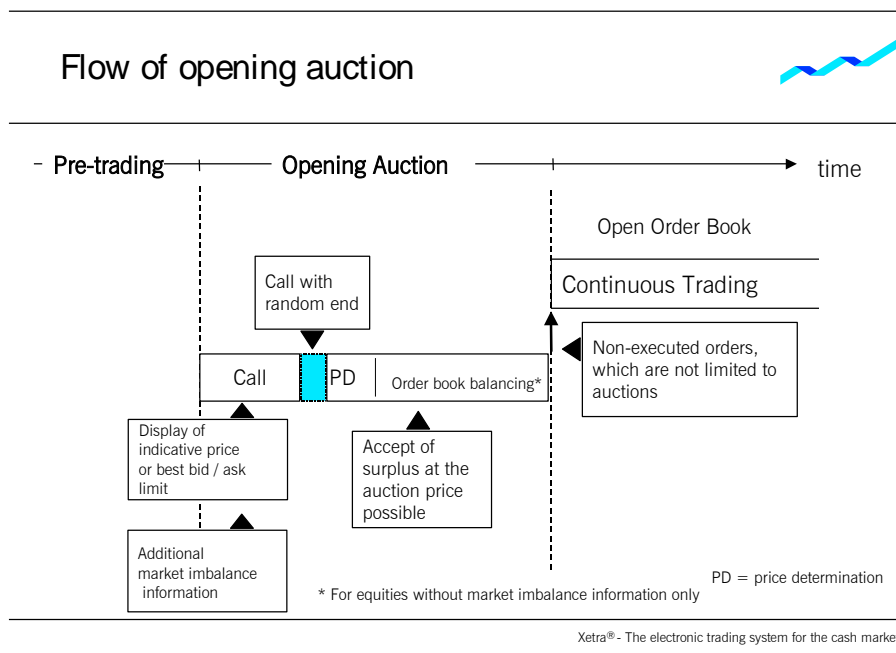 Flow of opening auction
Pre-trading
Opening Auction
time
Open Order Book
Continuous Trading
Call with
random end
Non-executed orders,
which are not limited to
auctions
Call
PD
Order book balancing*
Display of
indicative price
or best bid / ask
limit
Accept of
surplus at the
auction price
possible
Additional
market imbalance
information
PD = price determination
* For equities without market imbalance information only
Xetra® - The electronic trading system for the cash marke